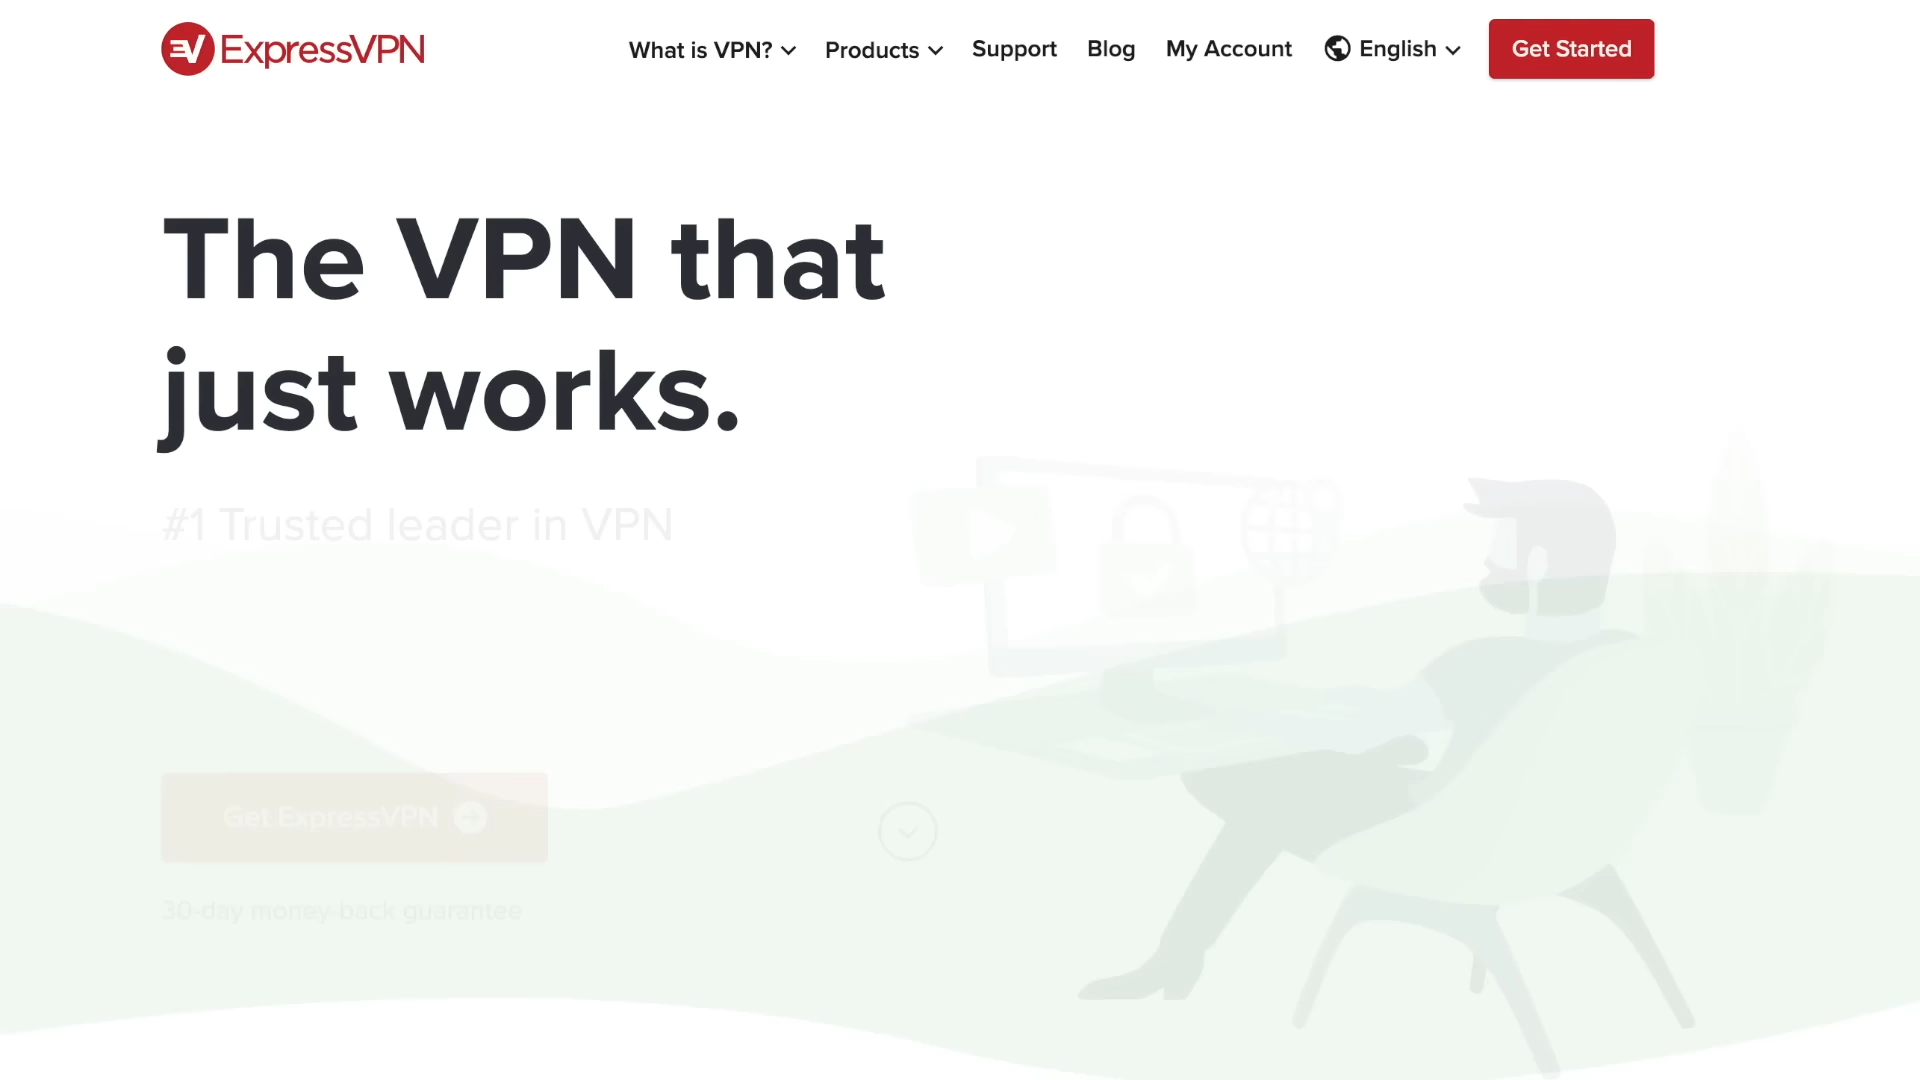 ExpressVPN
What is VPN? Products Support Blog My Account English Get Started
The VPN that
just works.
#1 Trusted leader in VPN
Get ExpressVPN
30-day money-back guarantee